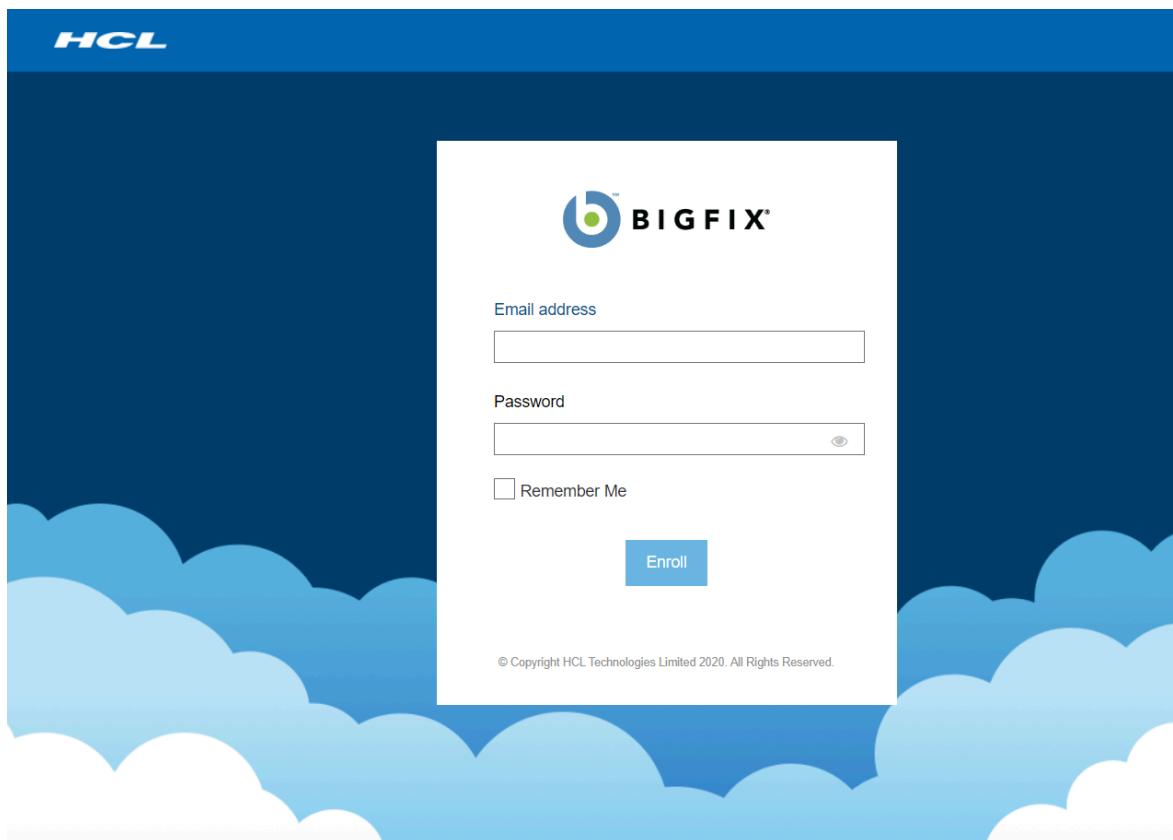 HCL
BIGFIX®
Email address
Password
Remember Me
Enroll
© Copyright HCL Technologies Limited 2020. All Rights Reserved.